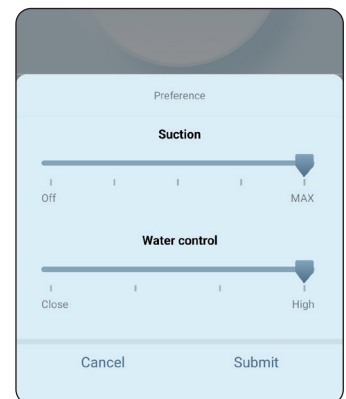 Preference
Suction
Off MAX
Water control
Close High
Cancel Submit